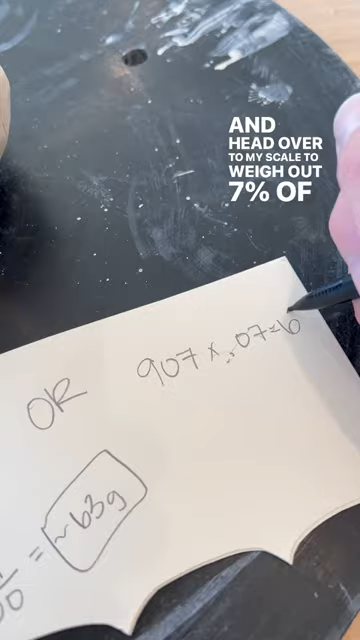 AND
HEAD OVER
TO MY SCALE TO
WEIGH OUT
7% OF
907 x .07=6
OR
= ~63g